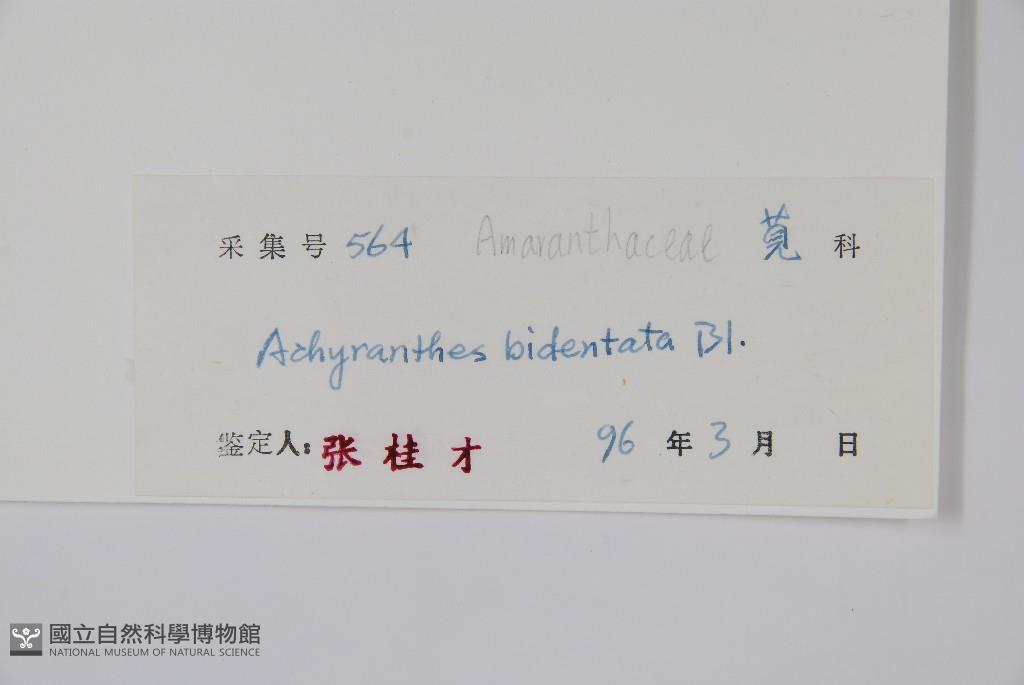 采集号 564 Amaranthaceae 苋 科
Achyranthes bidentata Bl.
鉴定人: 张桂才 96 年 3 月 日
國立自然科學博物館
NATIONAL MUSEUM OF NATURAL SCIENCE